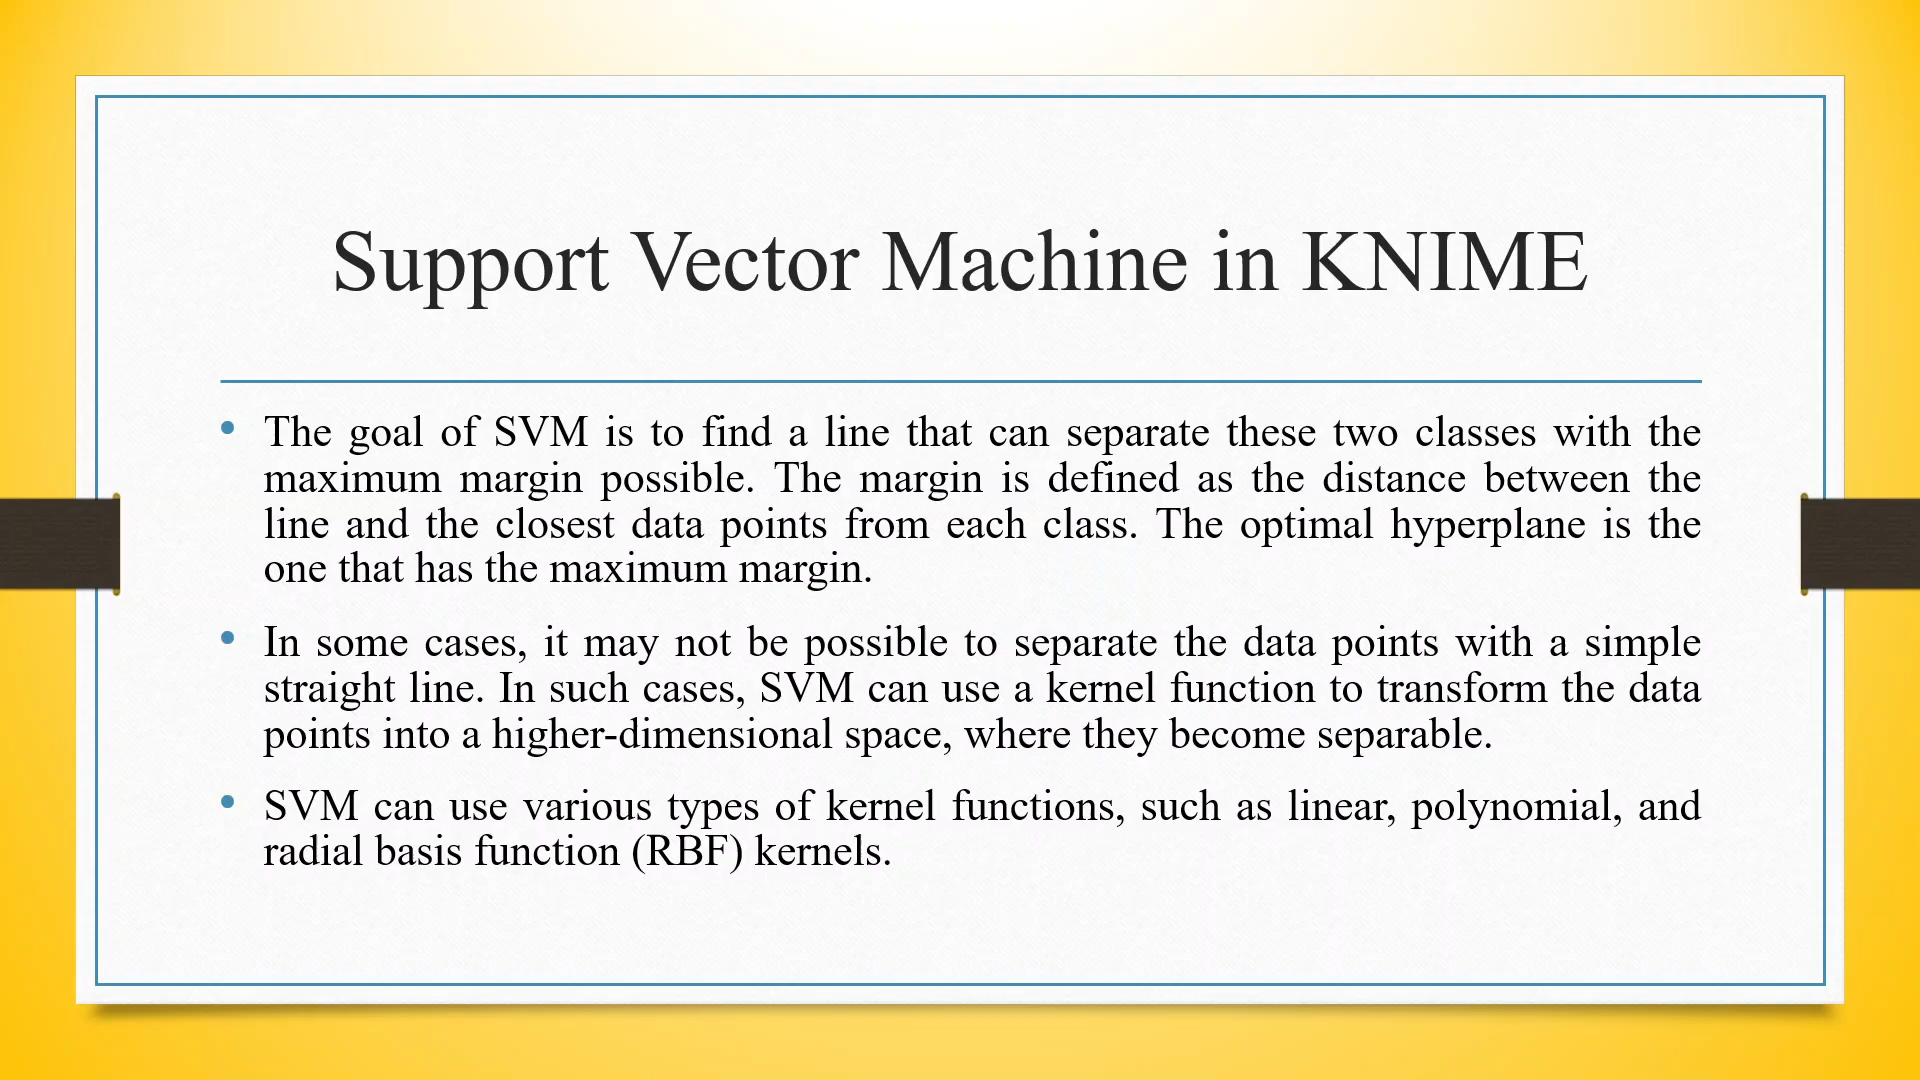 Support Vector Machine in KNIME
• The goal of SVM is to find a line that can separate these two classes with the
maximum margin possible. The margin is defined as the distance between the
line and the closest data points from each class. The optimal hyperplane is the
one that has the maximum margin.
• In some cases, it may not be possible to separate the data points with a simple
straight line. In such cases, SVM can use a kernel function to transform the data
points into a higher-dimensional space, where they become separable.
• SVM can use various types of kernel functions, such as linear, polynomial, and
radial basis function (RBF) kernels.